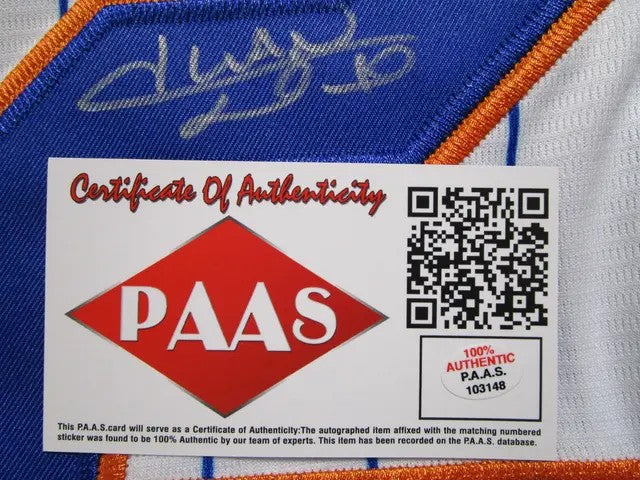 Certificate Of Authenticity
PAAS
100%
AUTHENTIC
P.A.A.S.
103148
This P.A.A.S.card will serve as a Certificate of Authenticity:The autographed item affixed with the matching numbered
sticker was found to be 100% Authentic by our team of experts. This item has been recorded on the P.A.A.S. database.